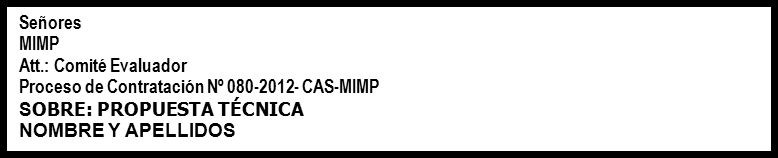 Señores
MIMP
Att.: Comité Evaluador
Proceso de Contratación Nº 080-2012- CAS-MIMP
SOBRE: PROPUESTA TÉCNICA
NOMBRE Y APELLIDOS